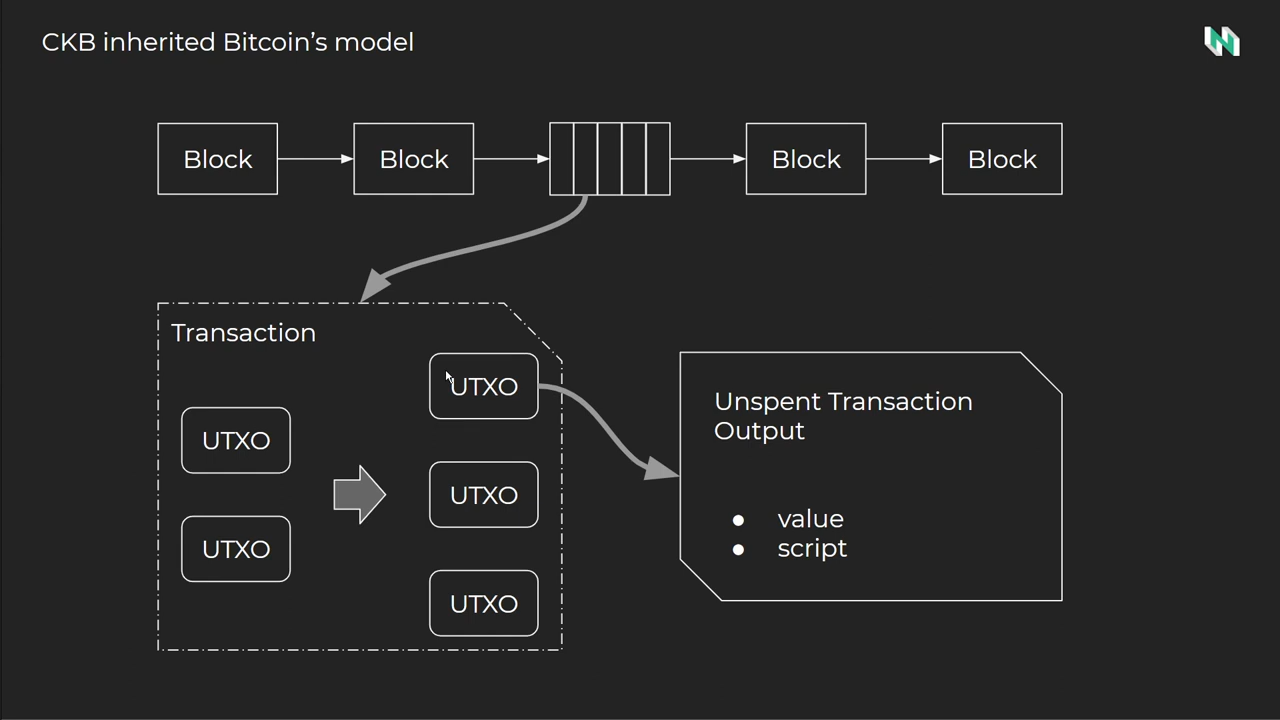 CKB inherited Bitcoin's model
Block
Block
Block
Block
Transaction
UTXO
UTXO
UTXO
UTXO
UTXO
Unspent Transaction
Output
● value
● script